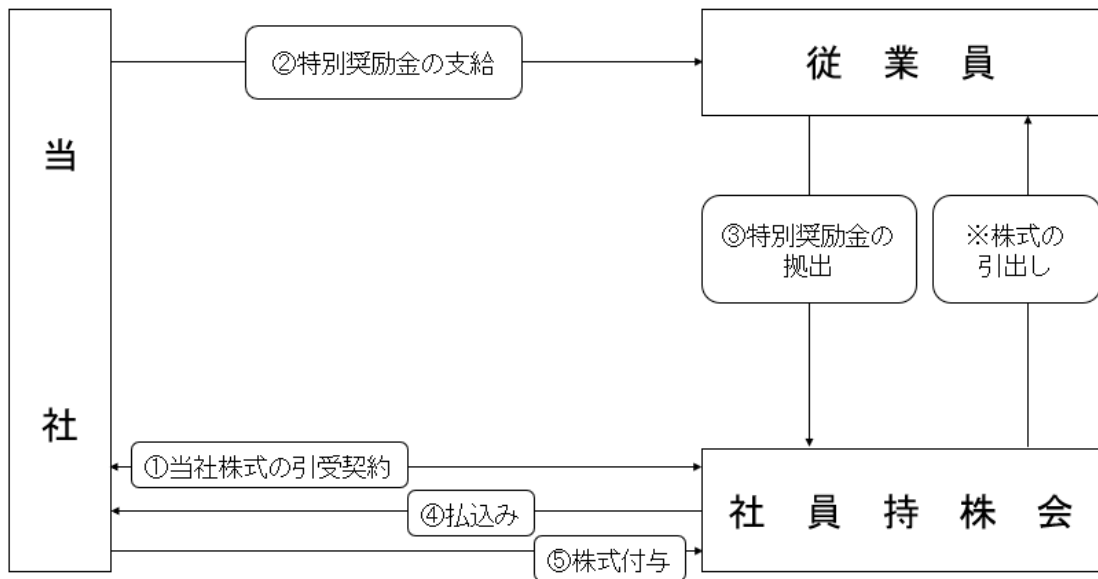 ②特別奨励金の支給
従業員
当社
③特別奨励金の
拠出
※株式の
引出し
①当社株式の引受契約
④払込み
⑤株式付与
社員持株会